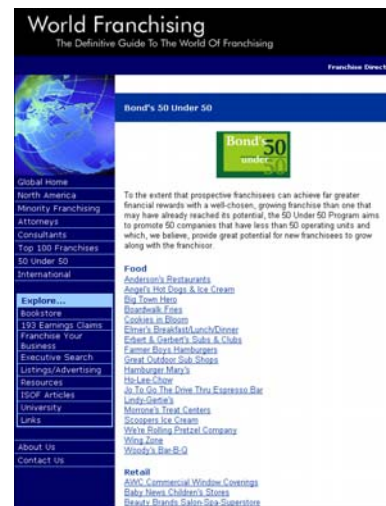 World Franchising
The Definitive Guide To The World Of Franchising
Franchise Direct
Bond's 50 Under 50
Bond's 50
under 50
Global Home
North America
Minority Franchising
Attorneys
Consultants
Top 100 Franchises
50 Under 50
International
Explore...
Bookstore
193 Earnings Claims
Franchise Your
Business
Executive Search
Listings/Advertising
Resources
ISOF Articles
University
Links
About Us
Contact Us
To the extent that prospective franchisees can achieve far greater
financial rewards with a well-chosen, growing franchise than one that
may have already reached its potential, the 50 Under 50 Program aims
to promote 50 companies that have less than 50 operating units and
which, we believe, provide great potential for new franchisees to grow
along with the franchisor.
Food
Anderson's Restaurants
Angel's Hot Dogs & Ice Cream
Big Town Hero
Boardwalk Fries
Cookies in Bloom
Elmer's Breakfast/Lunch/Dinner
Erbert & Gerbert's Subs & Clubs
Farmer Boys Hamburgers
Great Outdoor Sub Shops
Hamburger Mary's
Ho-Lee-Chow
Jo To Go The Drive Thru Espresso Bar
Lindy-Gertie's
Morrone's Treat Centers
Scoopers Ice Cream
We're Rolling Pretzel Company
Wing Zone
Woody's Bar-B-Q
Retail
AWC Commercial Window Coverings
Baby News Children's Stores
Beauty Brands Salon-Spa-Superstore